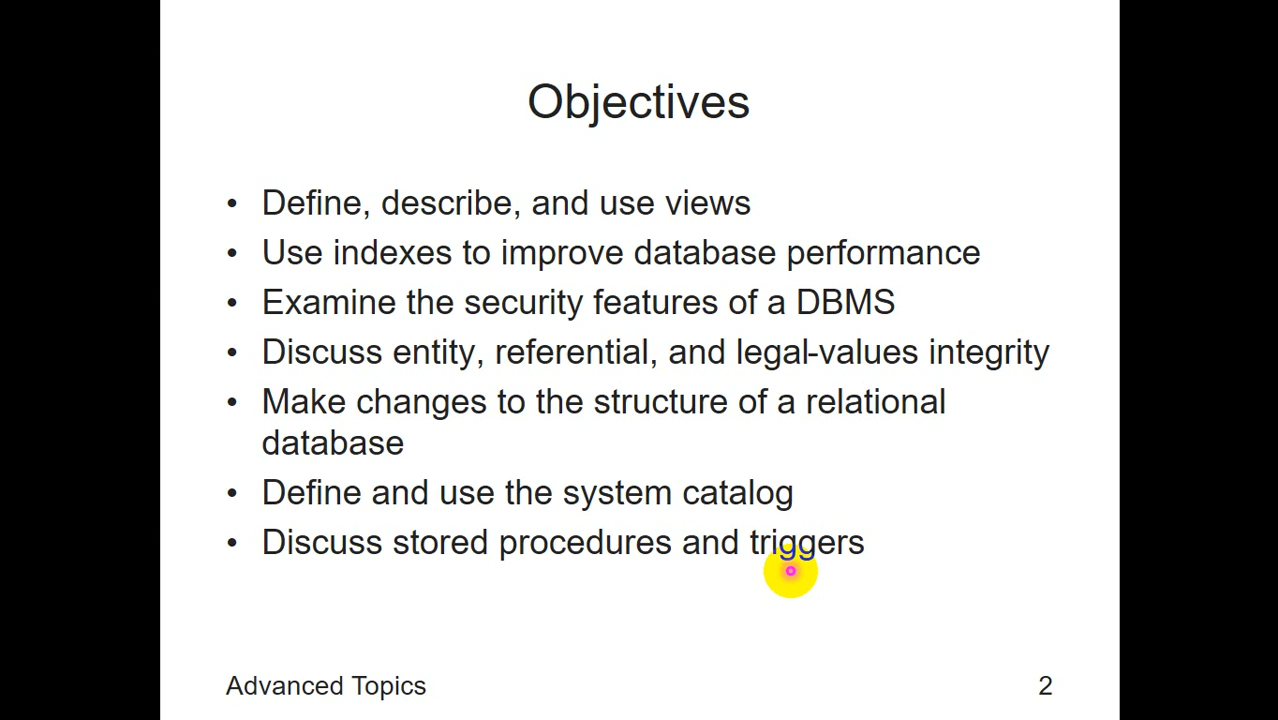 Objectives
• Define, describe, and use views
• Use indexes to improve database performance
• Examine the security features of a DBMS
• Discuss entity, referential, and legal-values integrity
• Make changes to the structure of a relational
database
• Define and use the system catalog
• Discuss stored procedures and triggers
Advanced Topics
2